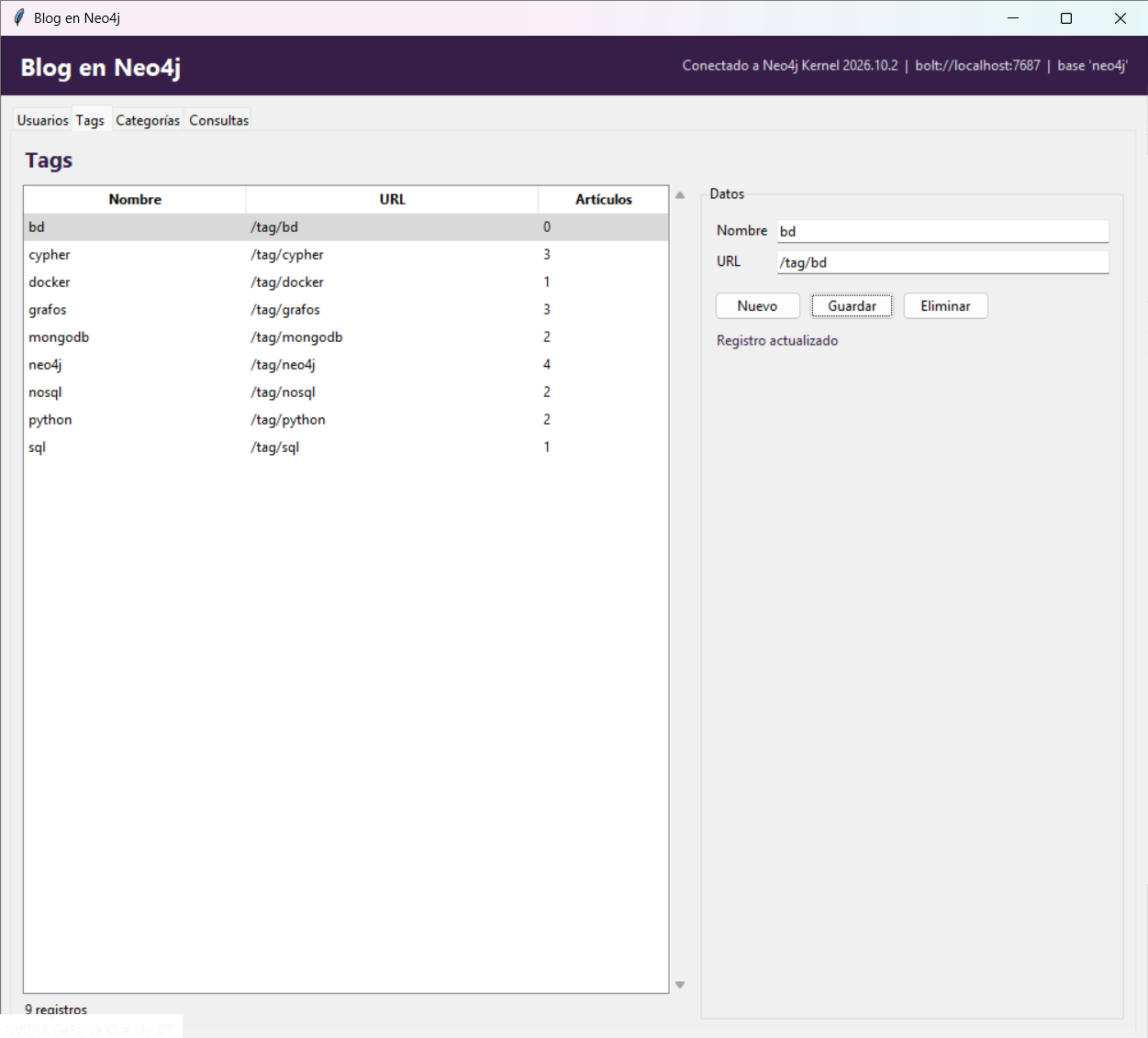 Blog en Neo4j
Blog en Neo4j
Conectado a Neo4j Kernel 2026.10.2 | bolt://localhost:7687 | base 'neo4j'
Usuarios Tags Categorías Consultas
Tags
Nombre URL Artículos
bd /tag/bd 0
cypher /tag/cypher 3
docker /tag/docker 1
grafos /tag/grafos 3
mongodb /tag/mongodb 2
neo4j /tag/neo4j 4
nosql /tag/nosql 2
python /tag/python 2
sql /tag/sql 1
9 registros
Datos
Nombre bd
URL /tag/bd
Nuevo Guardar Eliminar
Registro actualizado